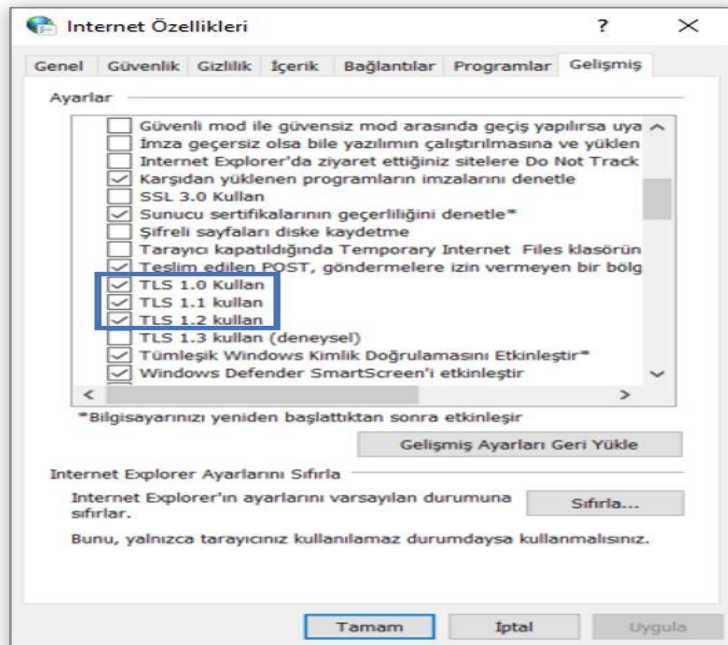 Internet Özellikleri
Genel Güvenlik Gizlilik İçerik Bağlantılar Programlar Gelişmiş
Ayarlar
Güvenli mod ile güvensiz mod arasında geçiş yapılırsa uya
İmza geçersiz olsa bile yazılımın çalıştırılmasına ve yüklen
Internet Explorer'da ziyaret ettiğiniz sitelere Do Not Track
Karşıdan yüklenen programların imzalarını denetle
SSL 3.0 Kullan
Sunucu sertifikalarının geçerliliğini denetle*
Şifreli sayfaları diske kaydetme
Tarayıcı kapatıldığında Temporary Internet Files klasörün
Teslim edilen POST, göndermelere izin vermeyen bir bölg
TLS 1.0 Kullan
TLS 1.1 kullan
TLS 1.2 kullan
TLS 1.3 kullan (deneysel)
Tümleşik Windows Kimlik Doğrulamasını Etkinleştir*
Windows Defender SmartScreen'i etkinleştir
*Bilgisayarınızı yeniden başlattıktan sonra etkinleşir
Gelişmiş Ayarları Geri Yükle
Internet Explorer Ayarlarını Sıfırla
Internet Explorer'ın ayarlarını varsayılan durumuna
sıfırlar.
Sıfırla...
Bunu, yalnızca tarayıcınız kullanılamaz durumdaysa kullanmalısınız.
Tamam İptal Uygula